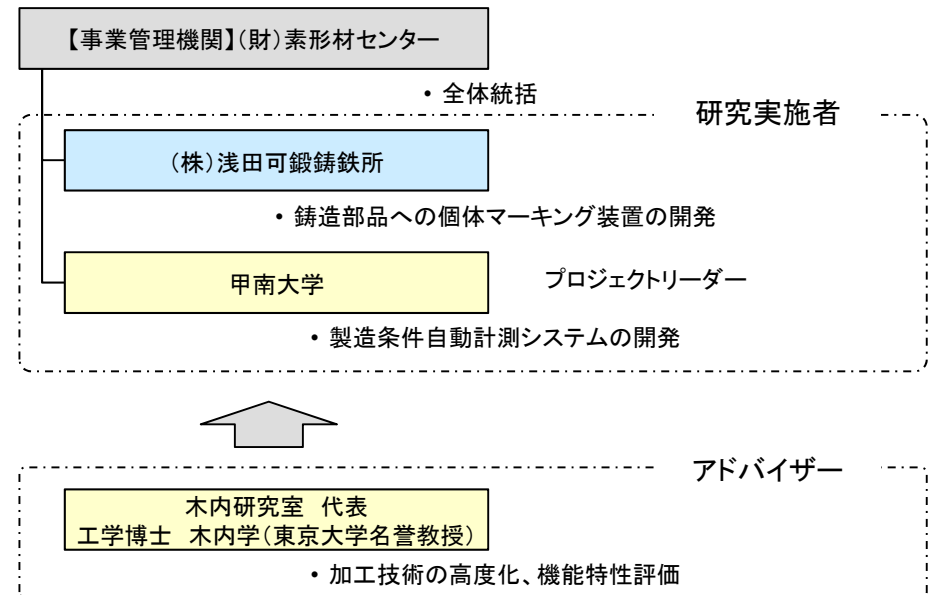 【事業管理機関】(財)素形材センター
• 全体統括
研究実施者
(株)浅田可鍛鋳鉄所
• 鋳造部品への個体マーキング装置の開発
甲南大学
プロジェクトリーダー
• 製造条件自動計測システムの開発
アドバイザー
木内研究室 代表
工学博士 木内学(東京大学名誉教授)
• 加工技術の高度化、機能特性評価